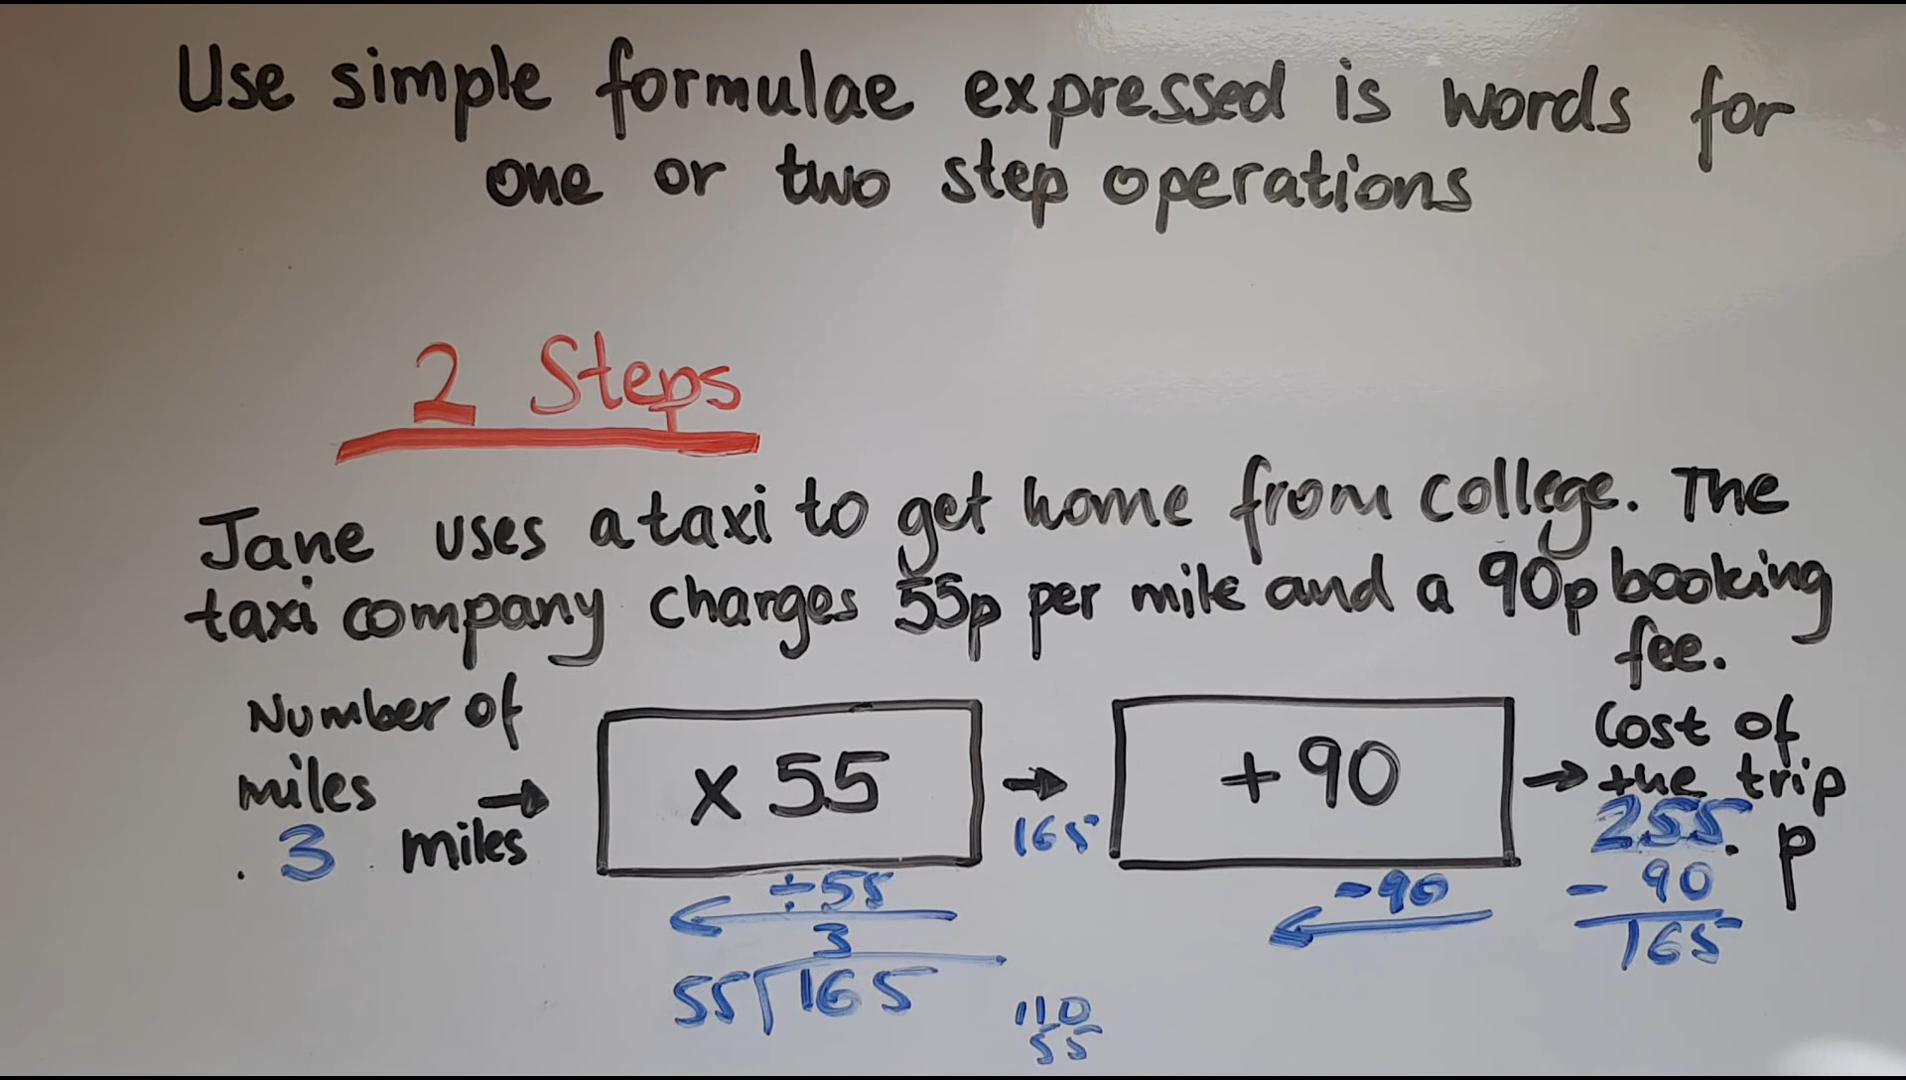 Use simple formulae expressed is words for
one or two step operations
2 Steps
Jane uses a taxi to get home from college. The
taxi company charges 55p per mile and a 90p booking
fee.
Number of
miles
3 miles
→
× 55
→
165
+ 90
→
Cost of
the trip
255 p
- 90
165
÷55
-90
3
55 165
110
55